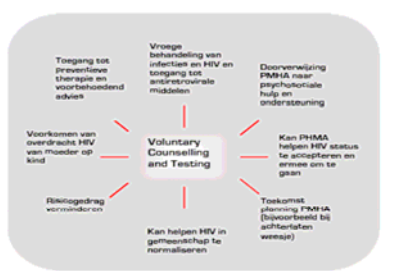 Vroege
behandeling van
infecties en HIV en
toegang tot
antiretrovirale
middelen
Toegang tot
preventieve
therapie en
voorbehoedend
advies
Doorverwijzing
PMHA naar
psychosociale
hulp en
ondersteuning
Voorkomen van
overdracht HIV
van moeder op
kind
Voluntary
Counselling
and Testing
Kan PHMA
helpen HIV status
te accepteren en
ermee om te
gaan
Risicogedrag
verminderen
Kan helpen HIV in
gemeenschap te
normaliseren
Toekomst
planning PMHA
(bijvoorbeeld bij
achterlaten
weesje)